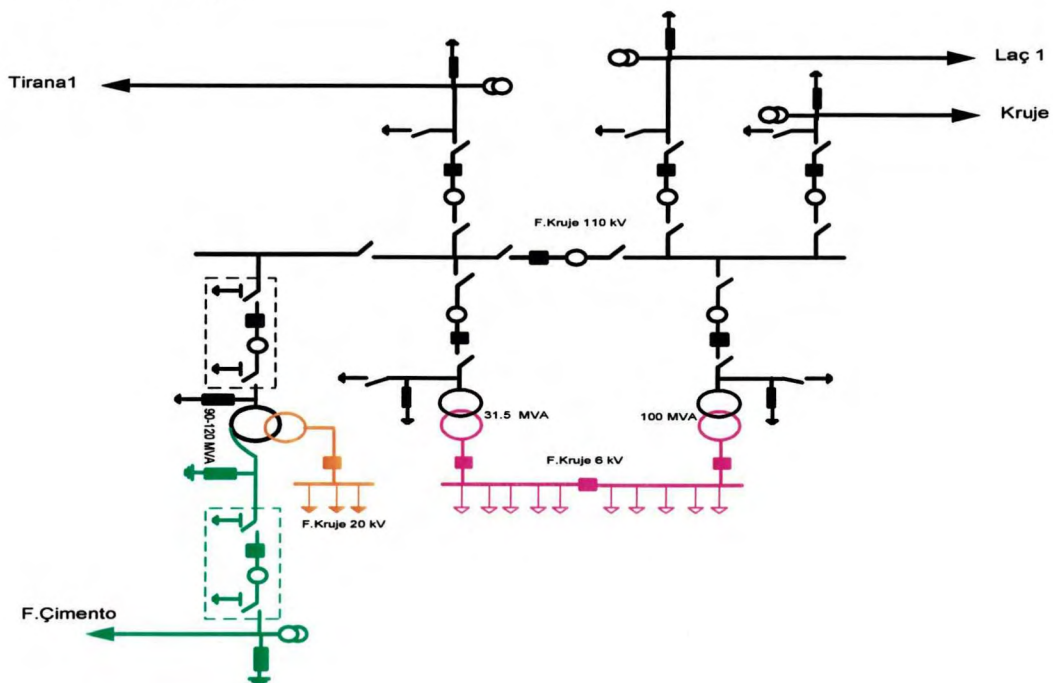 Laç 1
Tirana1
Kruje
F.Kruje 110 kV
31.5 MVA
100 MVA
90-120 MVA
F.Kruje 6 kV
F.Kruje 20 kV
F.Çimento